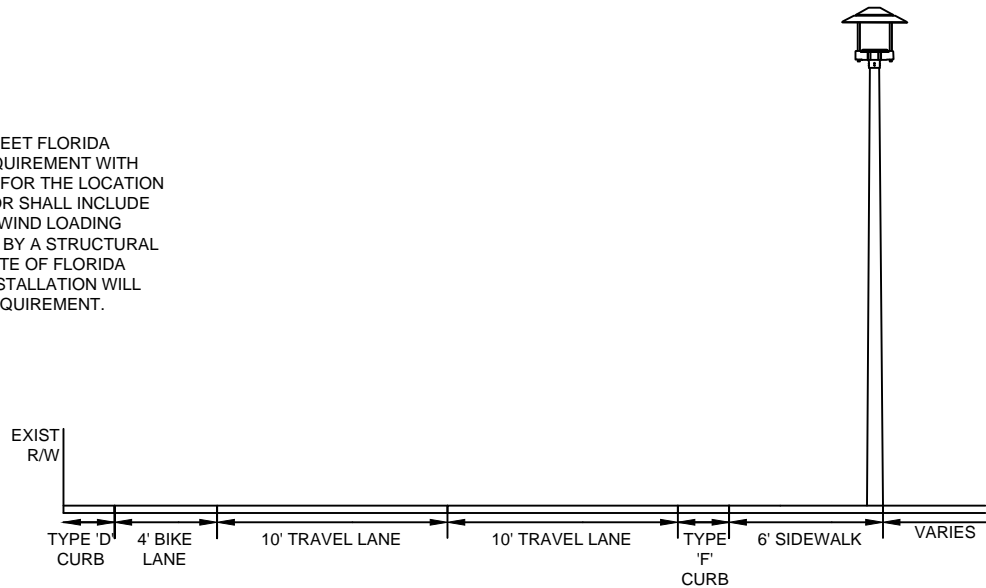 EET FLORIDA
QUIREMENT WITH
FOR THE LOCATION
OR SHALL INCLUDE
WIND LOADING
BY A STRUCTURAL
TE OF FLORIDA
STALLATION WILL
QUIREMENT.
EXIST
R/W
TYPE 'D'
CURB
4' BIKE
LANE
10' TRAVEL LANE
10' TRAVEL LANE
TYPE
'F'
CURB
6' SIDEWALK
VARIES